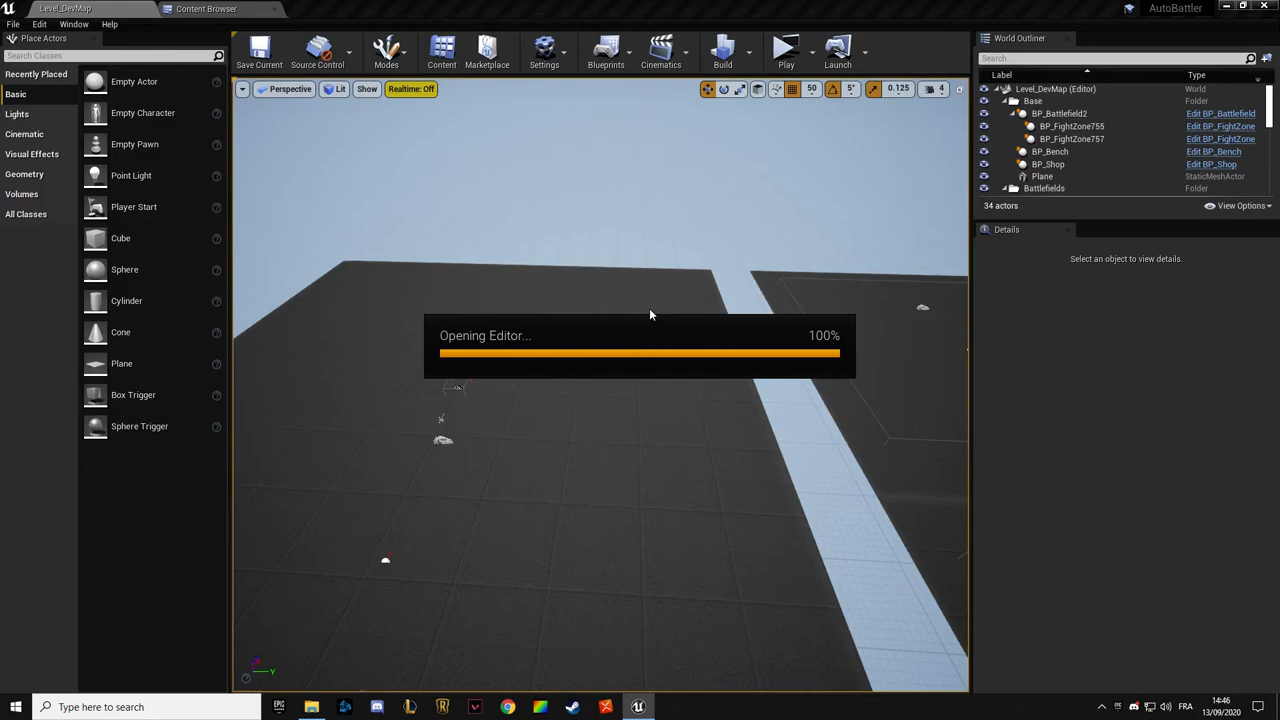 Level_DevMap
Content Browser
AutoBattler
File Edit Window Help
Place Actors
Search Classes
Recently Placed
Basic
Lights
Cinematic
Visual Effects
Geometry
Volumes
All Classes
Empty Actor
Empty Character
Empty Pawn
Point Light
Player Start
Cube
Sphere
Cylinder
Cone
Plane
Box Trigger
Sphere Trigger
Save Current
Source Control
Modes
Content
Marketplace
Settings
Blueprints
Cinematics
Build
Play
Launch
Perspective
Lit
Show
Realtime: Off
50
5°
0.125
4
Opening Editor...
100%
Y
World Outliner
Search...
Label Type
Level_DevMap (Editor) World
Base Folder
BP_Battlefield2 Edit BP_Battlefield
BP_FightZone755 Edit BP_FightZone
BP_FightZone757 Edit BP_FightZone
BP_Bench Edit BP_Bench
BP_Shop Edit BP_Shop
Plane StaticMeshActor
Battlefields Folder
34 actors
View Options
Details
Select an object to view details.
Type here to search
FRA
14:46
13/09/2020